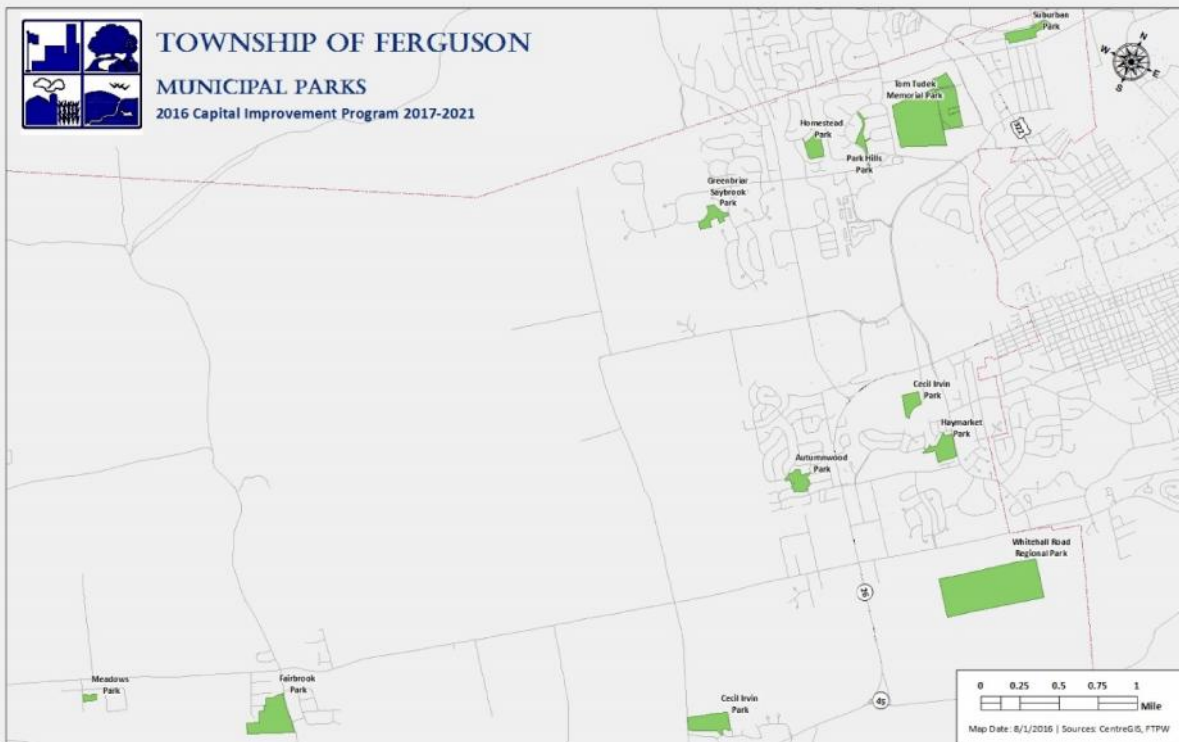 TOWNSHIP OF FERGUSON
MUNICIPAL PARKS
2016 Capital Improvement Program 2017-2021
Suburban
Park
N
W
E
S
Tom Tudek
Memorial Park
322
Homestead
Park
Park Hills
Park
Greenbriar
Saybrook
Park
Cecil Irvin
Park
Haymarket
Park
Autumnwood
Park
Whitehall Road
Regional Park
26
Meadows
Park
Fairbrook
Park
Cecil Irvin
Park
45
0 0.25 0.5 0.75 1
Mile
Map Date: 8/1/2016 | Sources: CentreGIS, FTPW